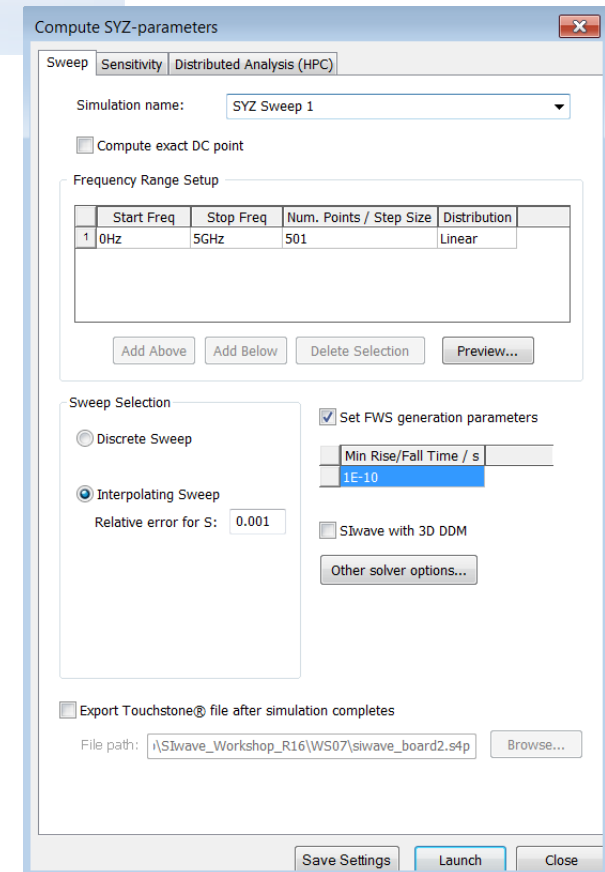 Compute SYZ-parameters
Sweep Sensitivity Distributed Analysis (HPC)
Simulation name: SYZ Sweep 1
Compute exact DC point
Frequency Range Setup
Start Freq Stop Freq Num. Points / Step Size Distribution
1 0Hz 5GHz 501 Linear
Add Above Add Below Delete Selection Preview...
Sweep Selection
Set FWS generation parameters
Discrete Sweep
Min Rise/Fall Time / s
1E-10
Interpolating Sweep
Relative error for S: 0.001
SIwave with 3D DDM
Other solver options...
Export Touchstone® file after simulation completes
File path: \SIwave_Workshop_R16\WS07\siwave_board2.s4p Browse...
Save Settings Launch Close